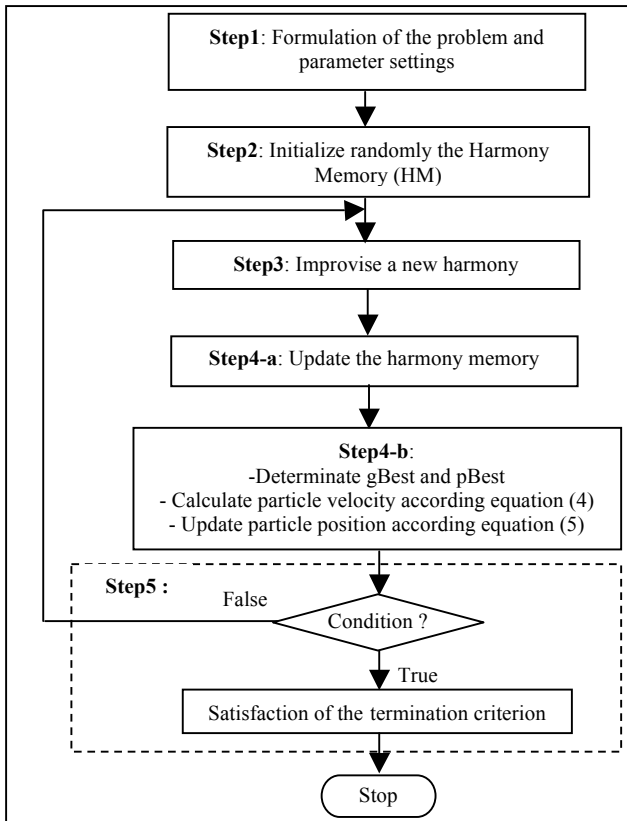 Step1: Formulation of the problem and
parameter settings
Step2: Initialize randomly the Harmony
Memory (HM)
Step3: Improvise a new harmony
Step4-a: Update the harmony memory
Step4-b:
-Determinate gBest and pBest
- Calculate particle velocity according equation (4)
- Update particle position according equation (5)
Step5 :
False
Condition ?
True
Satisfaction of the termination criterion
Stop